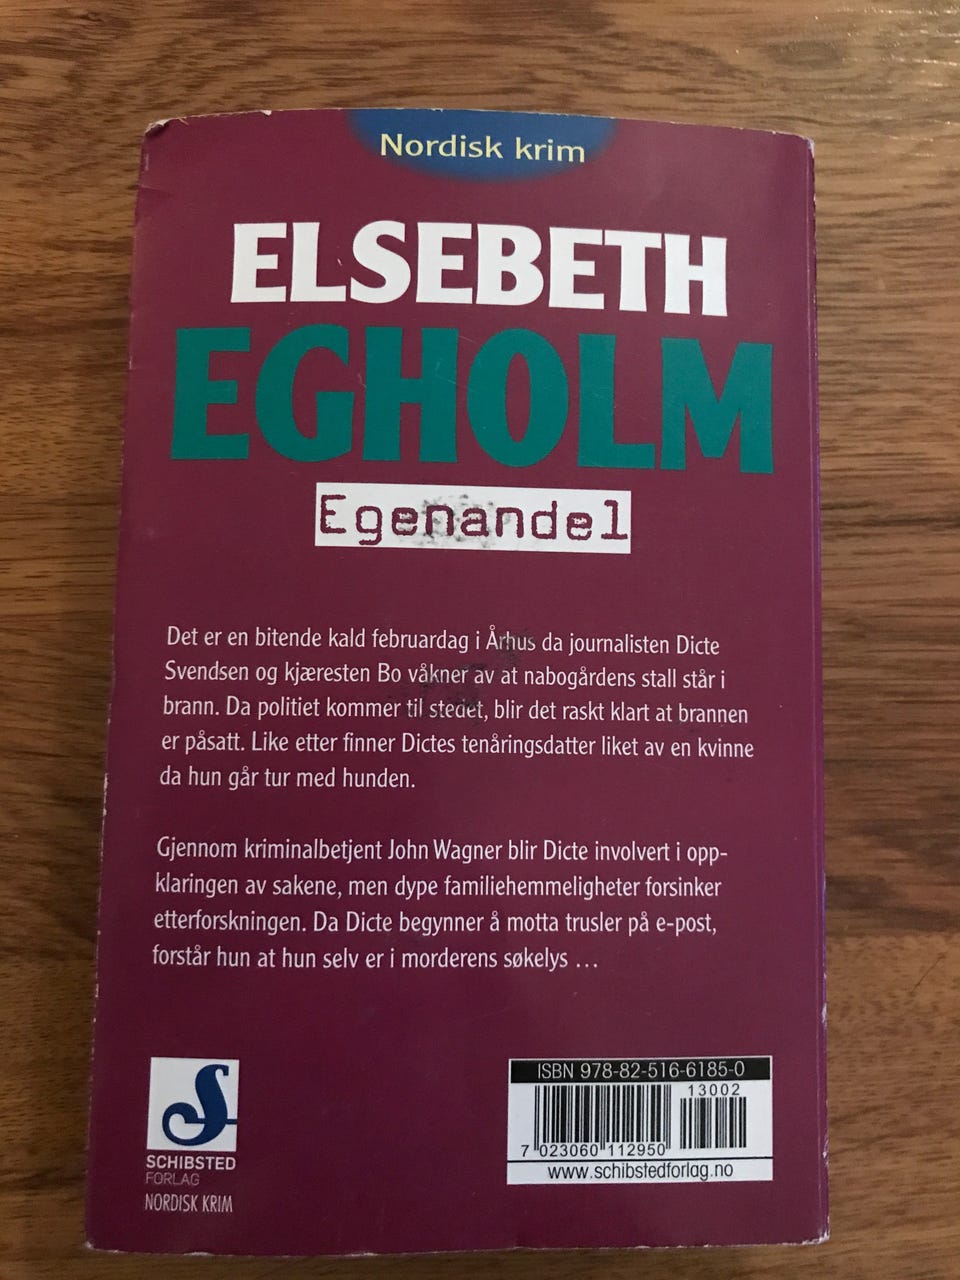 Nordisk krim
ELSEBETH
EGHOLM
Egenandel
Det er en bitende kald februardag i Århus da journalisten Dicte
Svendsen og kjæresten Bo våkner av at nabogårdens stall står i
brann. Da politiet kommer til stedet, blir det raskt klart at brannen
er påsatt. Like etter finner Dictes tenåringsdatter liket av en kvinne
da hun går tur med hunden.
Gjennom kriminalbetjent John Wagner blir Dicte involvert i opp-
klaringen av sakene, men dype familiehemmeligheter forsinker
etterforskningen. Da Dicte begynner å motta trusler på e-post,
forstår hun at hun selv er i morderens søkelys ...
S
SCHIBSTED
FORLAG
NORDISK KRIM
ISBN 978-82-516-6185-0
13002
7 023060 112950
www.schibstedforlag.no